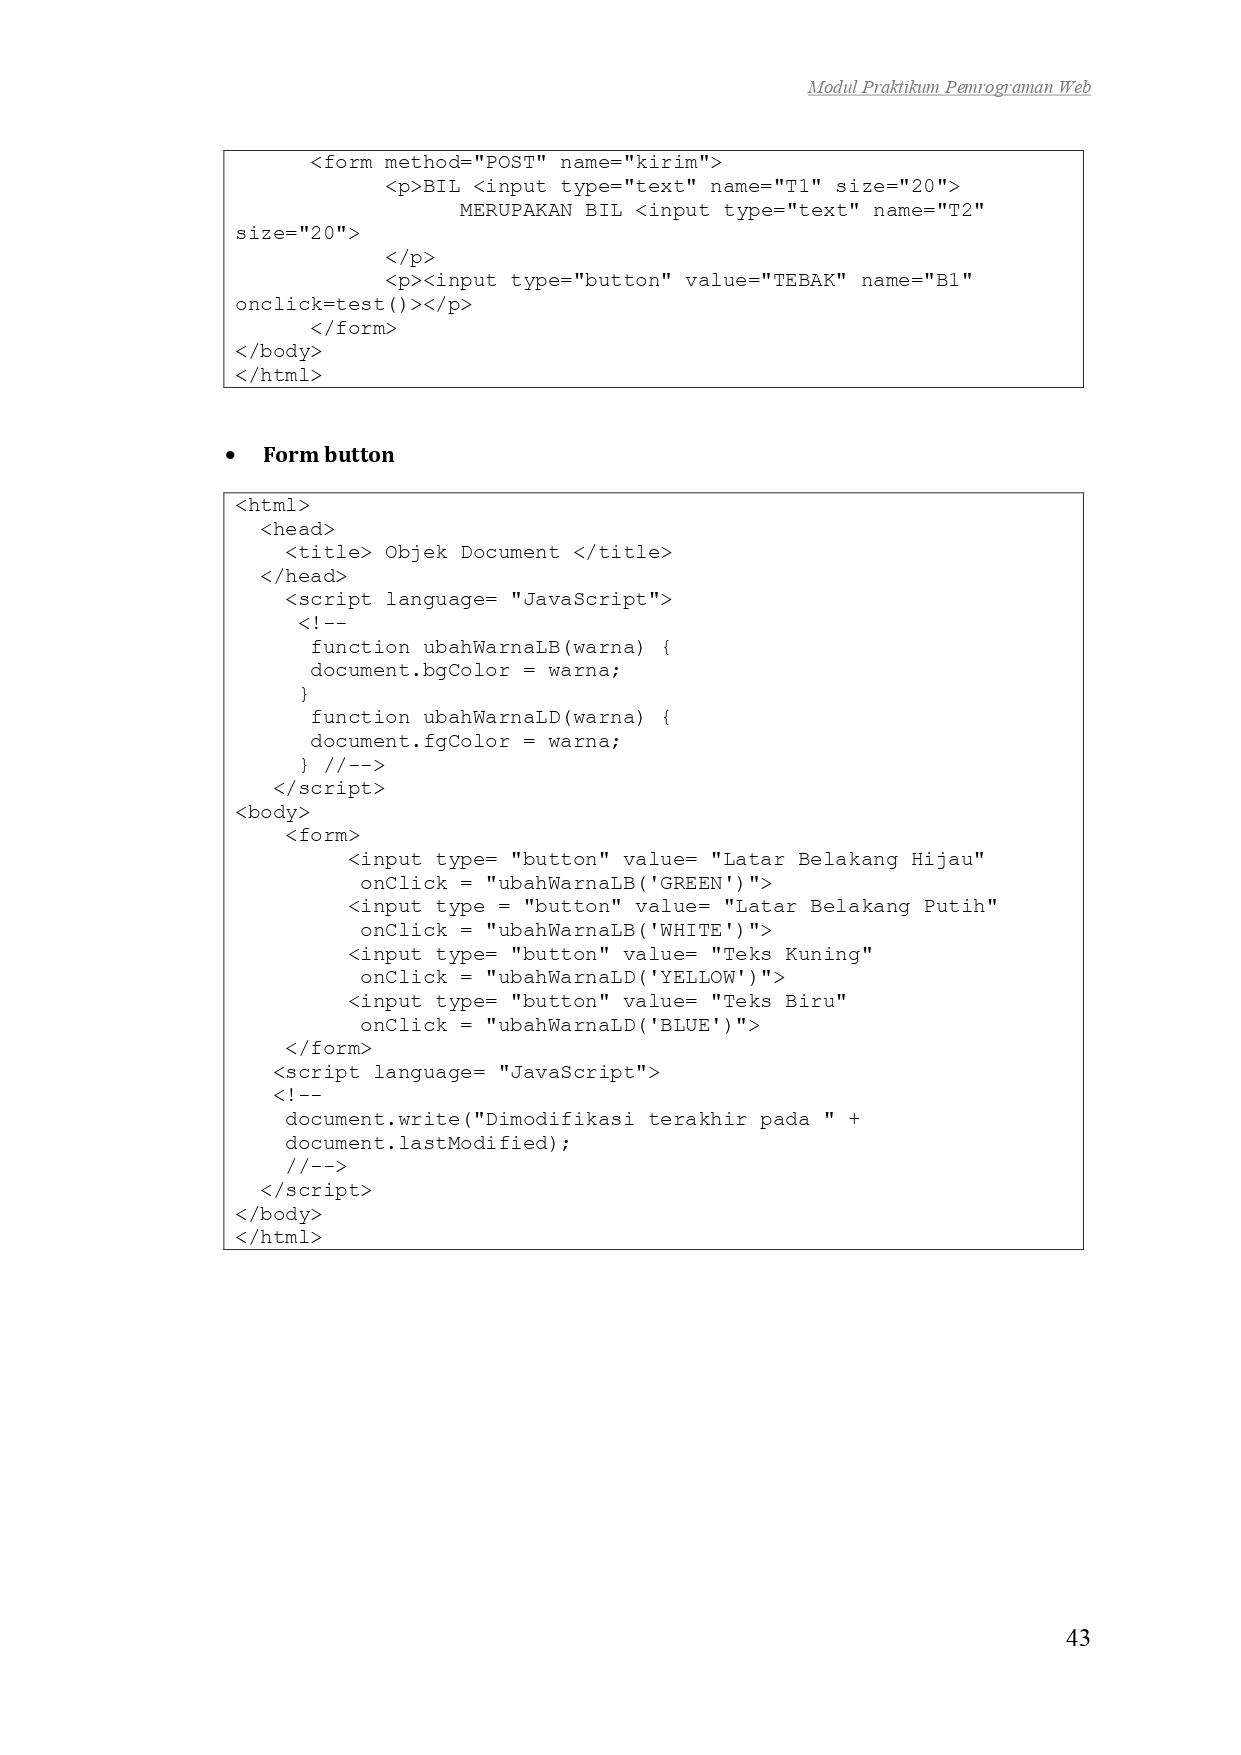 Modul Praktikum Pemrograman Web
<form method="POST" name="kirim">
<p>BIL <input type="text" name="T1" size="20">
MERUPAKAN BIL <input type="text" name="T2"
size="20">
</p>
<p><input type="button" value="TEBAK" name="B1"
onclick=test()></p>
</form>
</body>
</html>
• Form button
<html>
<head>
<title> Objek Document </title>
</head>
<script language= "JavaScript">
<!--
function ubahWarnaLB(warna) {
document.bgColor = warna;
}
function ubahWarnaLD(warna) {
document.fgColor = warna;
} //-->
</script>
<body>
<form>
<input type= "button" value= "Latar Belakang Hijau"
onClick = "ubahWarnaLB('GREEN')">
<input type = "button" value= "Latar Belakang Putih"
onClick = "ubahWarnaLB('WHITE')">
<input type= "button" value= "Teks Kuning"
onClick = "ubahWarnaLD('YELLOW')">
<input type= "button" value= "Teks Biru"
onClick = "ubahWarnaLD('BLUE')">
</form>
<script language= "JavaScript">
<!--
document.write("Dimodifikasi terakhir pada " +
document.lastModified);
//-->
</script>
</body>
</html>
43